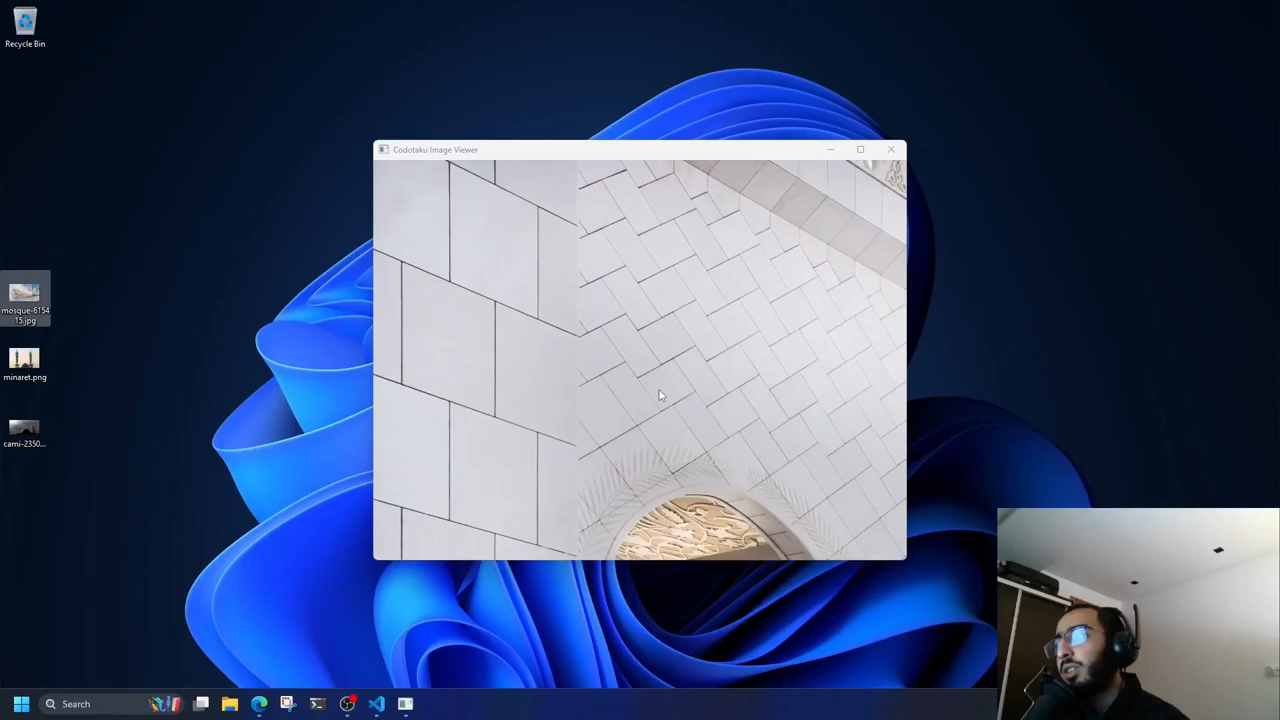 Recycle Bin
Codotaku Image Viewer
mosque-6154
15.jpg
minaret.png
cami-2350...
Search